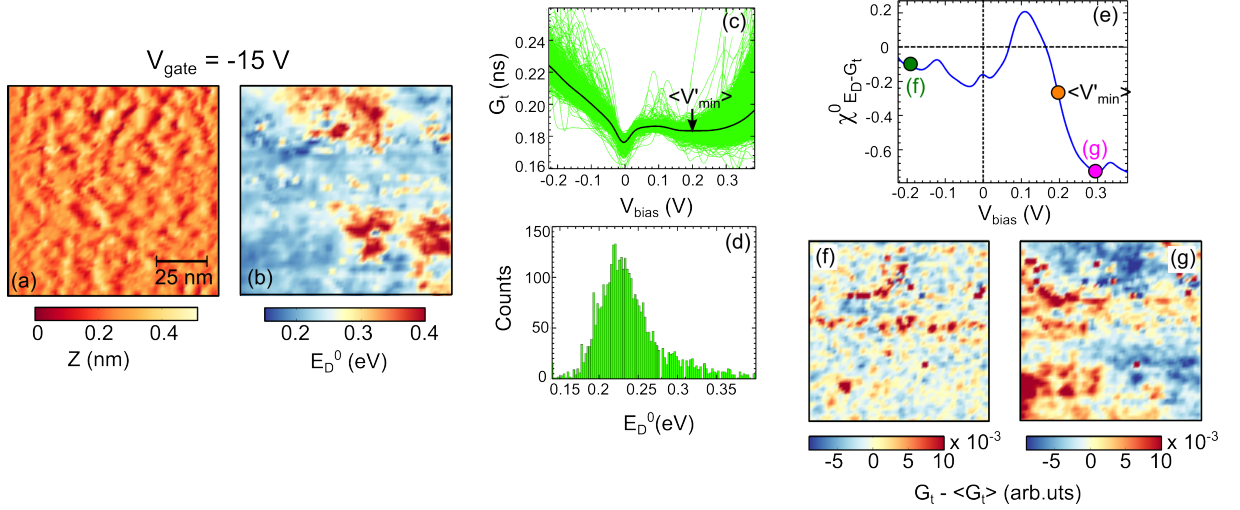 V_gate = -15 V
(a)
25 nm
0 0.2 0.4
Z (nm)
(b)
0.2 0.3 0.4
E_D^0 (eV)
(c)
G_t (ns)
0.24
0.22
0.20
0.18
0.16
<V'_min>
-0.2 -0.1 0 0.1 0.2 0.3
V_bias (V)
(d)
Counts
150
100
50
0
0.15 0.2 0.25 0.30 0.35
E_D^0(eV)
(e)
χ^0 E_D-G_t
0.2
0
-0.2
-0.4
-0.6
(f)
<V'_min>
(g)
-0.2 -0.1 0 0.1 0.2 0.3
V_bias (V)
(f)
(g)
-5 0 5 10
x 10^-3
-5 0 5 10
x 10^-3
G_t - <G_t> (arb.uts)